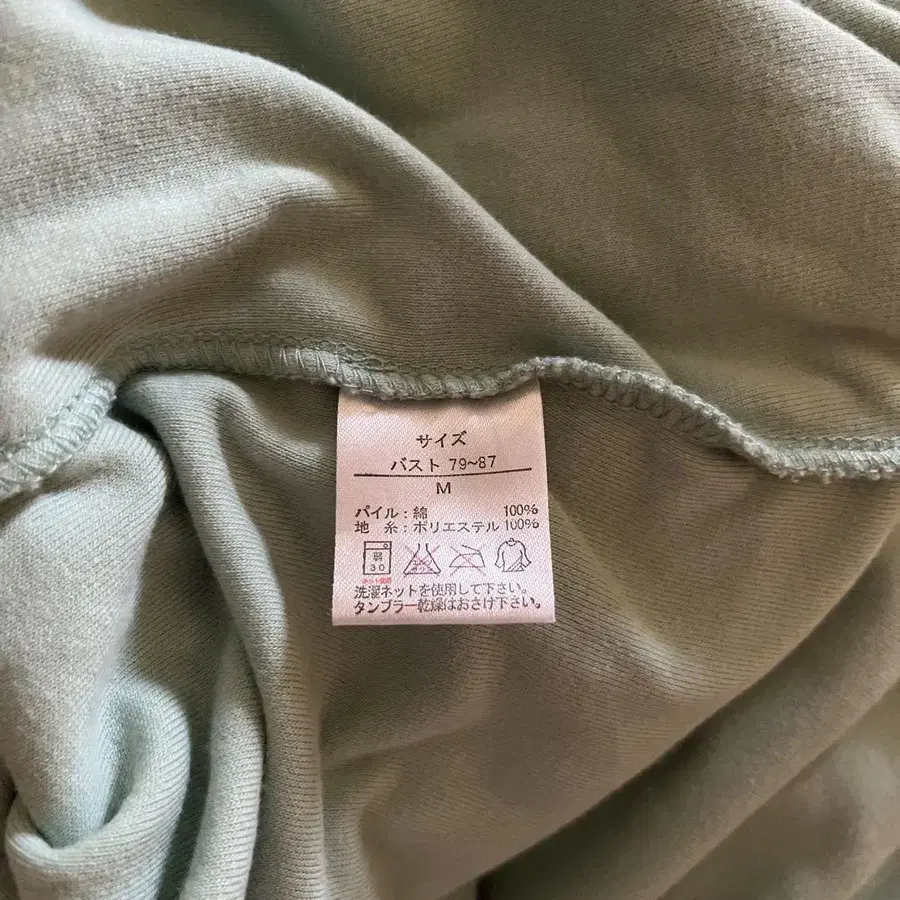 サイズ
バスト 79~87
M
パイル:綿 100%
地 糸:ポリエステル 100%
弱
30
洗濯ネットを使用して下さい。
タンブラー乾燥はおさけ下さい。